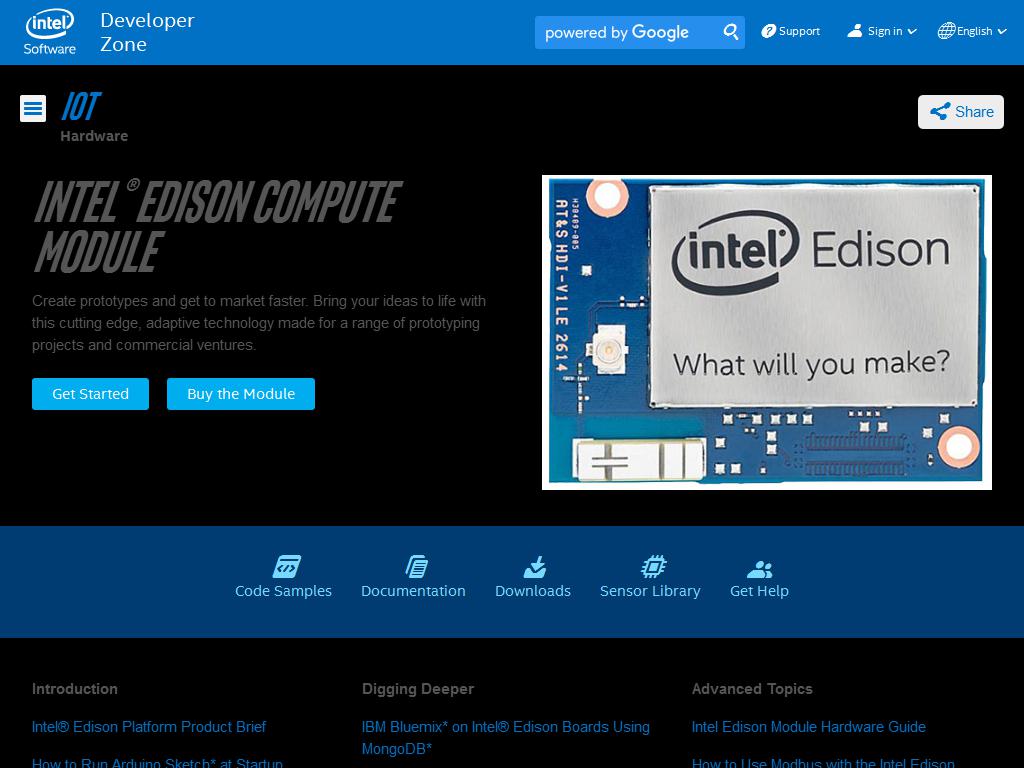 intel
Software
Developer
Zone
powered by Google
Support
Sign in
English
IOT
Hardware
Share
INTEL® EDISON COMPUTE
MODULE
Create prototypes and get to market faster. Bring your ideas to life with
this cutting edge, adaptive technology made for a range of prototyping
projects and commercial ventures.
Get Started
Buy the Module
H38409-005
AT&S HDI-V1LE 2614
intel Edison
What will you make?
Code Samples
Documentation
Downloads
Sensor Library
Get Help
Introduction
Intel® Edison Platform Product Brief
How to Run Arduino Sketch* at Startup
Digging Deeper
IBM Bluemix* on Intel® Edison Boards Using
MongoDB*
Advanced Topics
Intel Edison Module Hardware Guide
How to Use Modbus with the Intel Edison